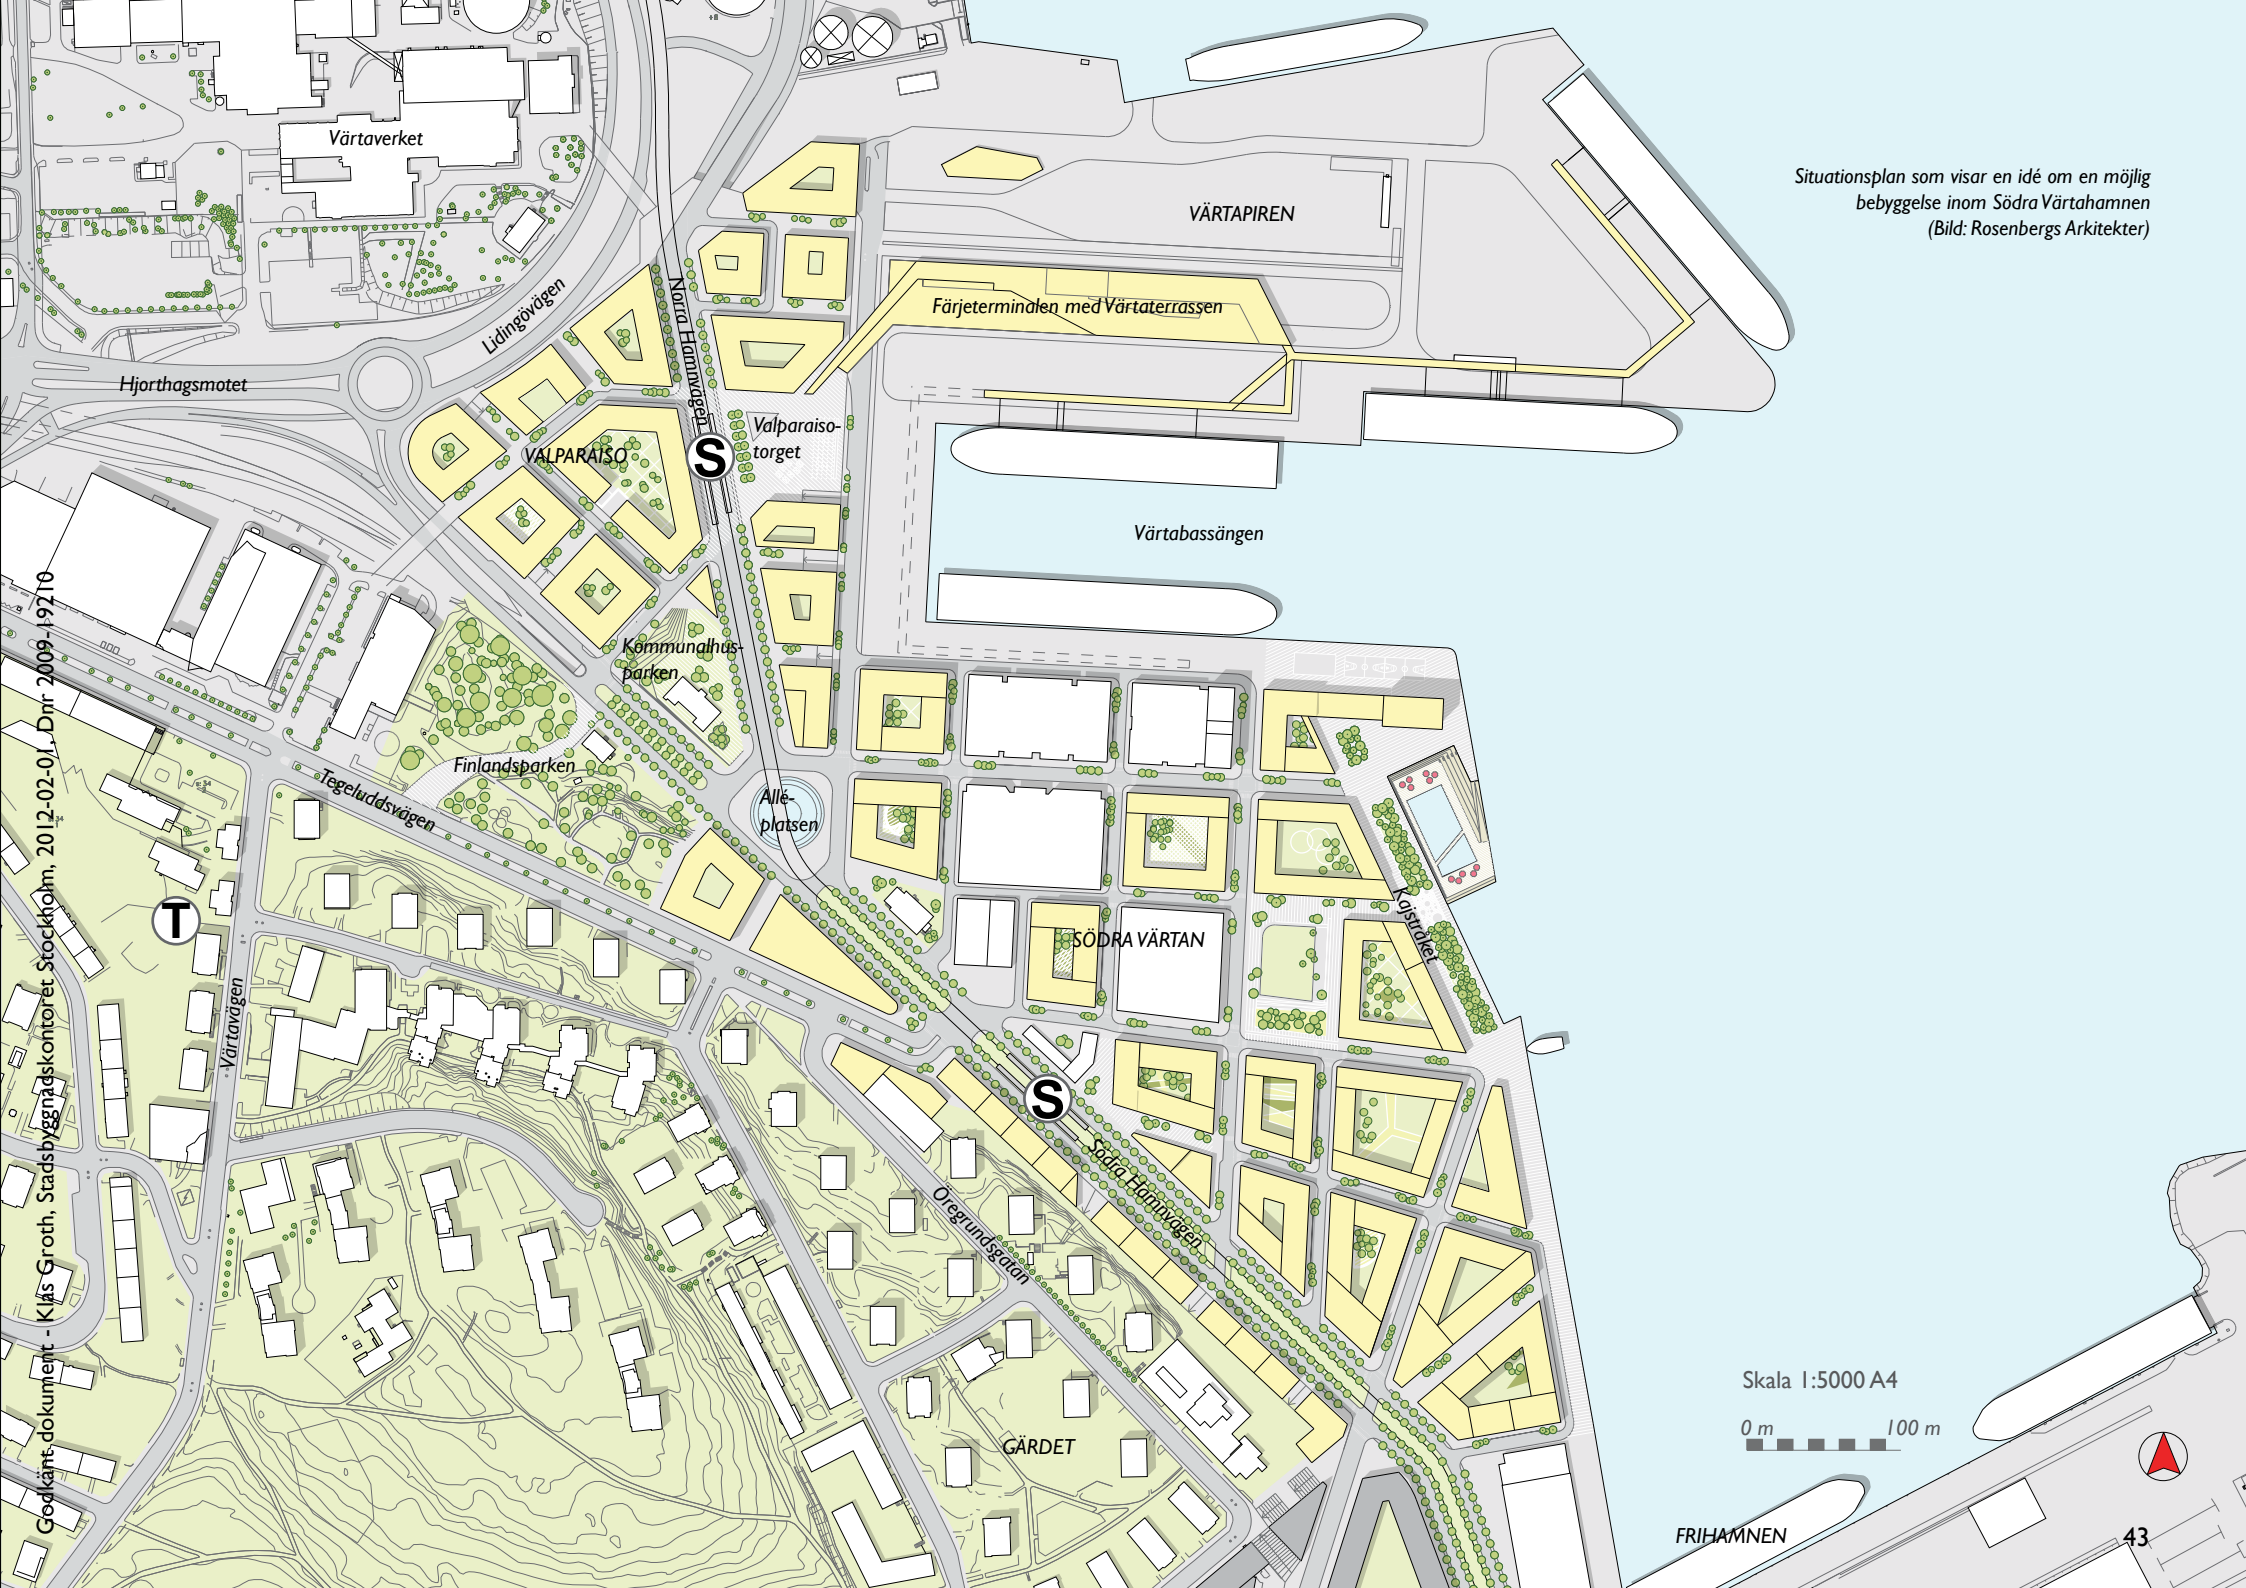 Värtaverket
Situationsplan som visar en idé om en möjlig
bebyggelse inom Södra Värtahamnen
(Bild: Rosenbergs Arkitekter)
VÄRTAPIREN
Lidingövägen
Norra Hamnvägen
Färjeterminalen med Värtaterrassen
Hjorthagsmotet
Valparaiso-
torget
VALPARAISO
S
Värtabassängen
Kommunalhus-
parken
Finlandsparken
Tegeluddsvägen
Allé-
platsen
T
Kajstråket
SÖDRA VÄRTAN
Värtavägen
S
Södra Hamnvägen
Öregrundsgatan
GÄRDET
Skala 1:5000 A4
0 m 100 m
FRIHAMNEN
43
Godkänt dokument - Klas Groth, Stadsbyggnadskontoret Stockholm, 2012-02-01, Dnr 2009-19210